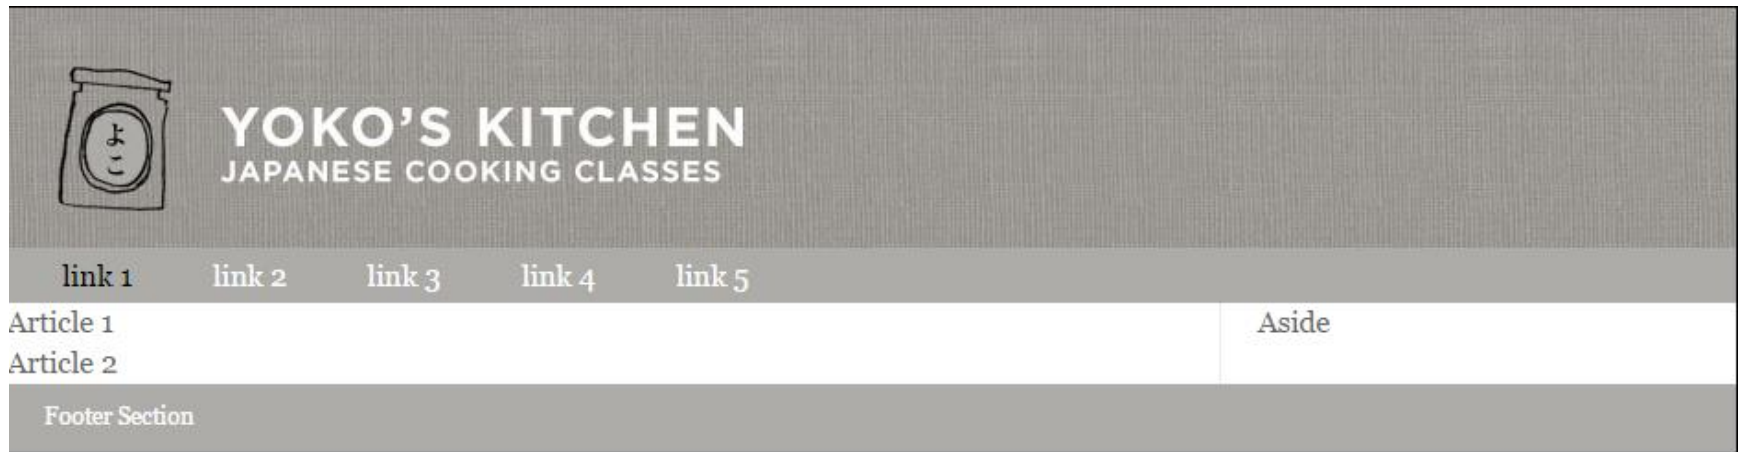 よこ
YOKO’S KITCHEN
JAPANESE COOKING CLASSES
link 1 link 2 link 3 link 4 link 5
Article 1
Article 2
Aside
Footer Section